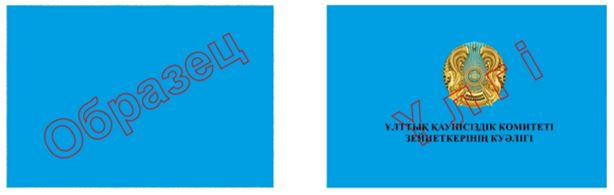 Образец
Үлгі
ҰЛТТЫҚ ҚАУІПСІЗДІК КОМИТЕТІ
ЗЕЙНЕТКЕРІНІҢ КУӘЛІГІ